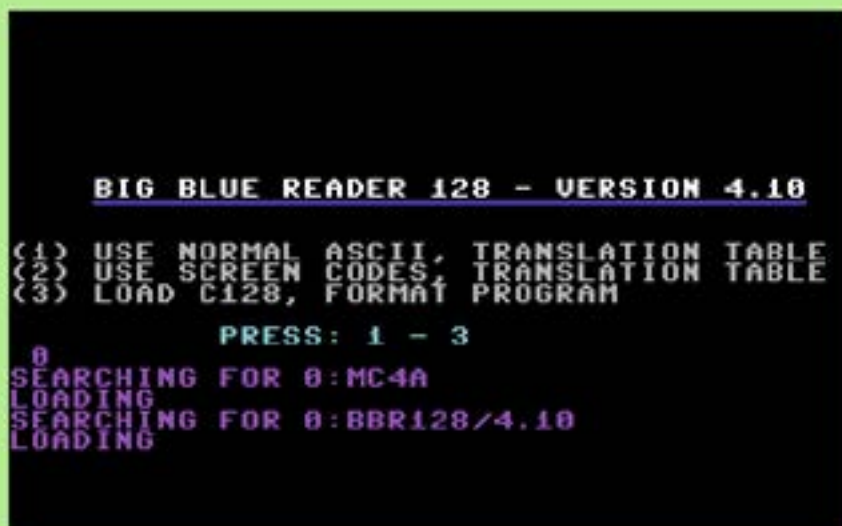 BIG BLUE READER 128 - VERSION 4.10
(1) USE NORMAL ASCII, TRANSLATION TABLE
(2) USE SCREEN CODES, TRANSLATION TABLE
(3) LOAD C128, FORMAT PROGRAM
PRESS: 1 - 3
0
SEARCHING FOR 0:MC4A
LOADING
SEARCHING FOR 0:BBR128/4.10
LOADING